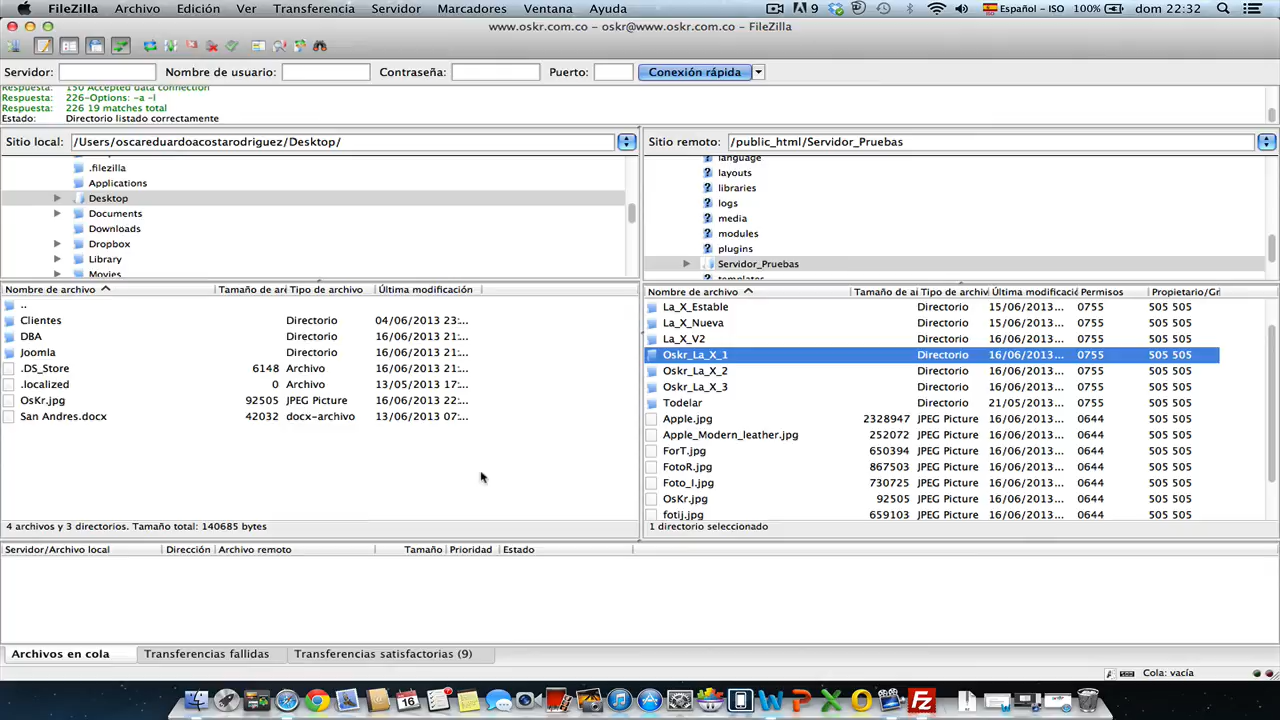 FileZilla Archivo Edición Ver Transferencia Servidor Marcadores Ventana Ayuda 9 Español - ISO 100% dom 22:32
www.oskr.com.co - oskr@www.oskr.com.co - FileZilla
Servidor: Nombre de usuario: Contraseña: Puerto: Conexión rápida
Respuesta: 150 Accepted data connection
Respuesta: 226-Options: -a -l
Respuesta: 226 19 matches total
Estado: Directorio listado correctamente
Sitio local: /Users/oscareduardoacostarodriguez/Desktop/
.filezilla
Applications
Desktop
Documents
Downloads
Dropbox
Library
Movies
Nombre de archivo Tamaño de arc Tipo de archivo Última modificación
..
Clientes Directorio 04/06/2013 23:...
DBA Directorio 16/06/2013 21:...
Joomla Directorio 16/06/2013 21:...
.DS_Store 6148 Archivo 16/06/2013 21:...
.localized 0 Archivo 13/05/2013 17:...
OsKr.jpg 92505 JPEG Picture 16/06/2013 22:...
San Andres.docx 42032 docx-archivo 13/06/2013 07:...
4 archivos y 3 directorios. Tamaño total: 140685 bytes
Sitio remoto: /public_html/Servidor_Pruebas
language
layouts
libraries
logs
media
modules
plugins
Servidor_Pruebas
templates
Nombre de archivo Tamaño de ar Tipo de archiv Última modificació Permisos Propietario/Gr
La_X_Estable Directorio 15/06/2013... 0755 505 505
La_X_Nueva Directorio 15/06/2013... 0755 505 505
La_X_V2 Directorio 16/06/2013... 0755 505 505
Oskr_La_X_1 Directorio 16/06/2013... 0755 505 505
Oskr_La_X_2 Directorio 16/06/2013... 0755 505 505
Oskr_La_X_3 Directorio 16/06/2013... 0755 505 505
Todelar Directorio 21/05/2013... 0755 505 505
Apple.jpg 2328947 JPEG Picture 16/06/2013... 0644 505 505
Apple_Modern_leather.jpg 252072 JPEG Picture 16/06/2013... 0644 505 505
ForT.jpg 650394 JPEG Picture 16/06/2013... 0644 505 505
FotoR.jpg 867503 JPEG Picture 16/06/2013... 0644 505 505
Foto_I.jpg 730725 JPEG Picture 16/06/2013... 0644 505 505
OsKr.jpg 92505 JPEG Picture 16/06/2013... 0644 505 505
fotij.jpg 659103 JPEG Picture 16/06/2013... 0644 505 505
1 directorio seleccionado
Servidor/Archivo local Dirección Archivo remoto Tamaño Prioridad Estado
Archivos en cola Transferencias fallidas Transferencias satisfactorias (9)
Cola: vacía
16